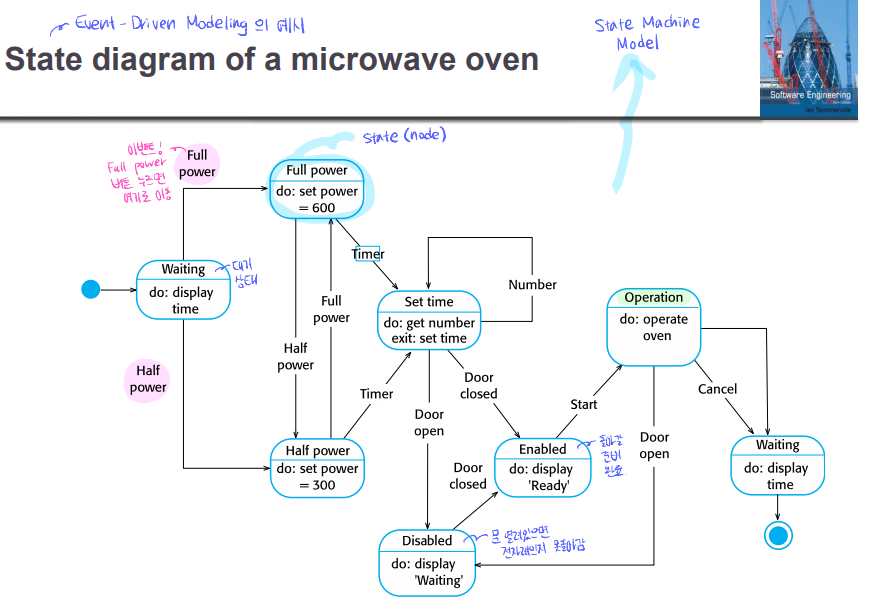 Event-Driven Modeling 의 예시
State diagram of a microwave oven
State Machine
Model
Software Engineering
Ian Sommerville
state (node)
이벤트!
Full power
버튼 누르면
여기로 이동
Full
power
Full power
do: set power
= 600
Waiting
do: display
time
대기
상태
Timer
Number
Set time
do: get number
exit: set time
Operation
do: operate
oven
Full
power
Half
power
Half
power
Timer
Door
open
Door
closed
Start
Cancel
Door
open
Half power
do: set power
= 300
Door
closed
Enabled
do: display
'Ready'
돌아갈
준비
완료
Waiting
do: display
time
Disabled
do: display
'Waiting'
문 열려있으면
전자레인지 못돌아감